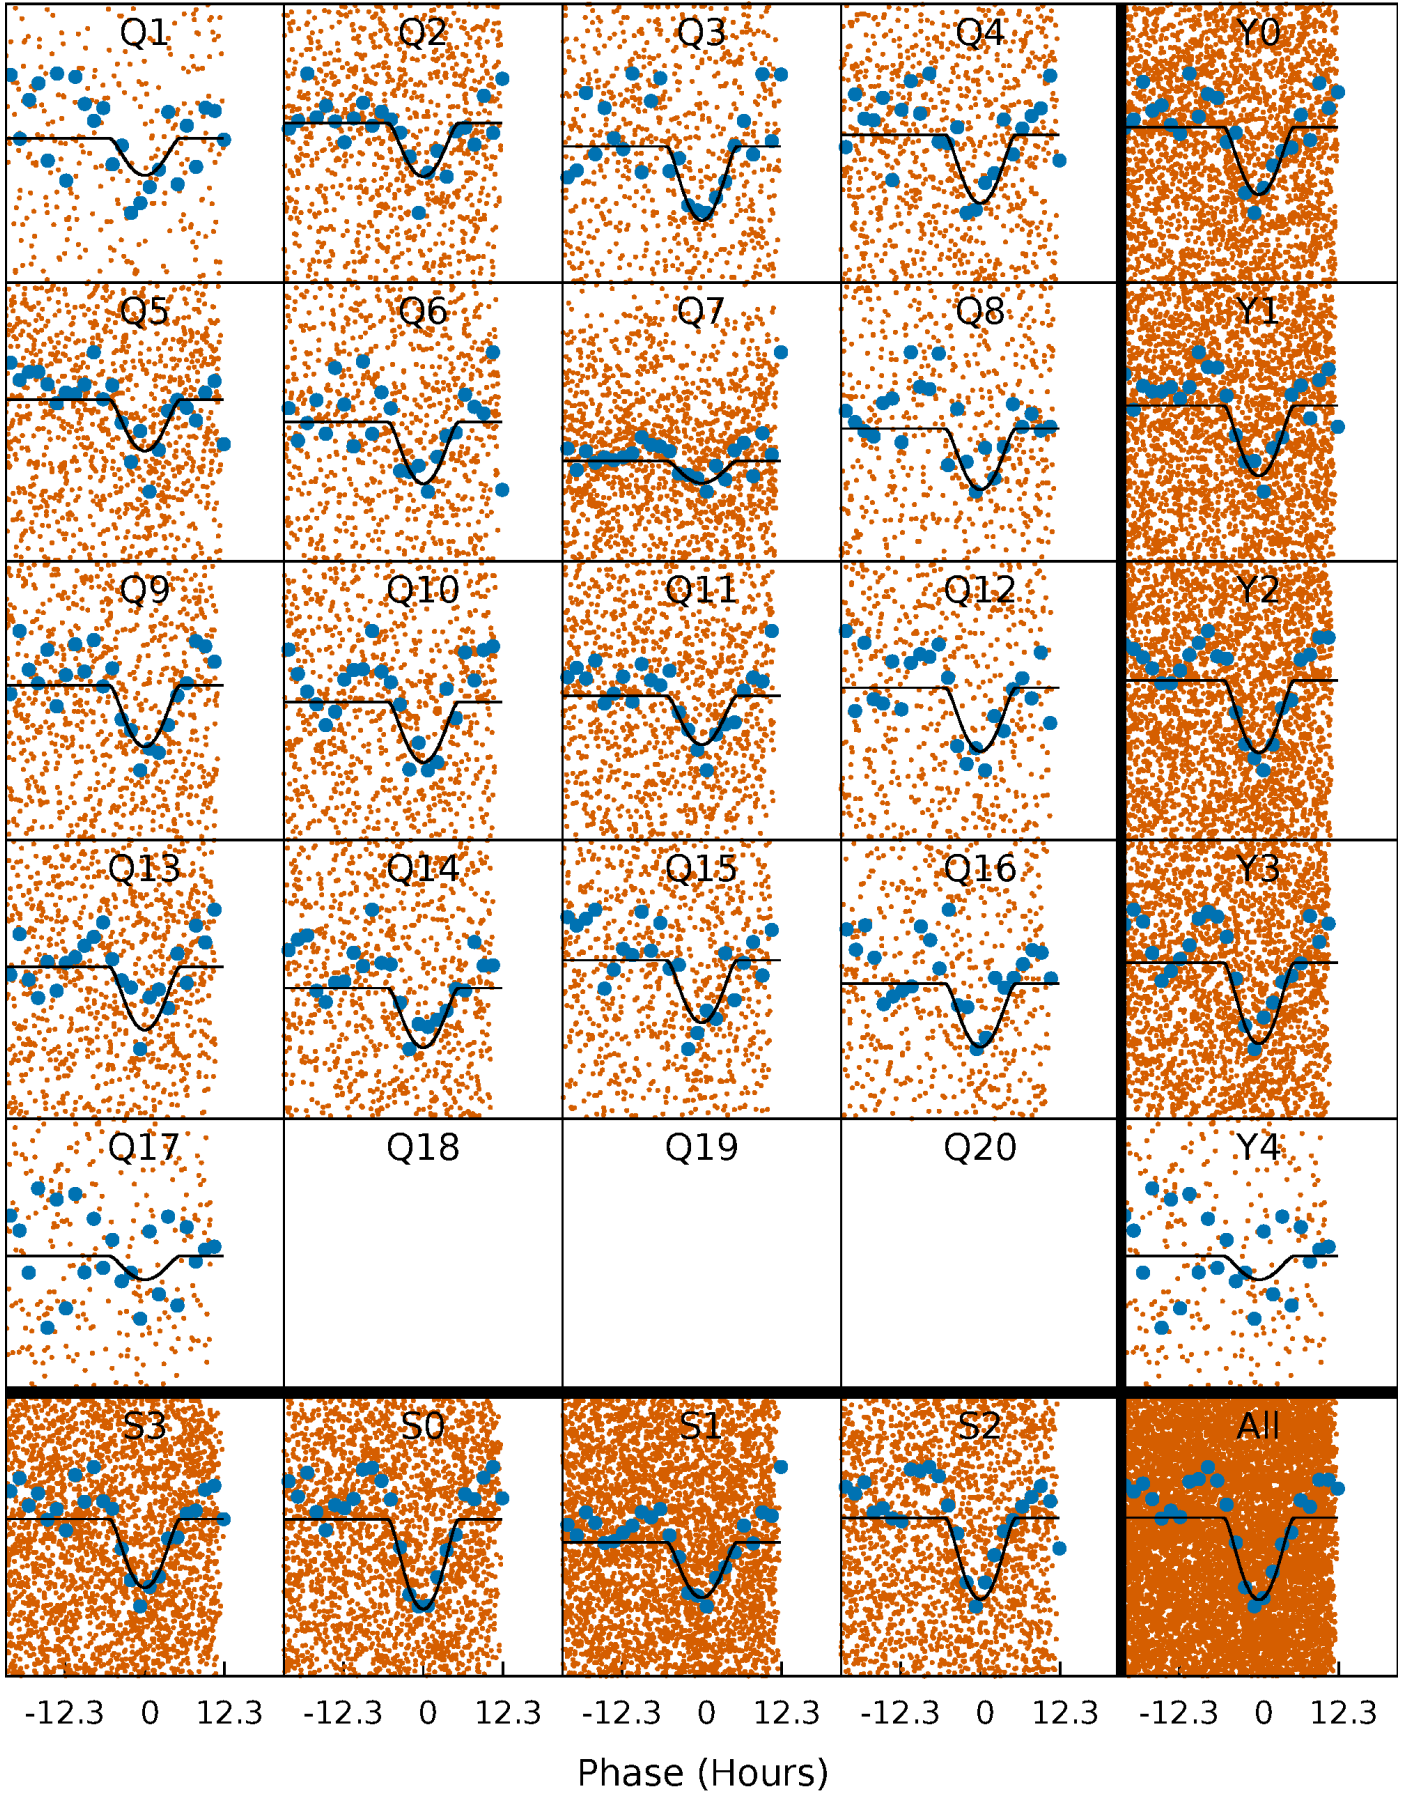 Q1 Q2 Q3 Q4 Y0
Q5 Q6 Q7 Q8 Y1
Q9 Q10 Q11 Q12 Y2
Q13 Q14 Q15 Q16 Y3
Q17 Q18 Q19 Q20 Y4
S3 S0 S1 S2 All
-12.3 0 12.3 -12.3 0 12.3 -12.3 0 12.3 -12.3 0 12.3 -12.3 0 12.3
Phase (Hours)